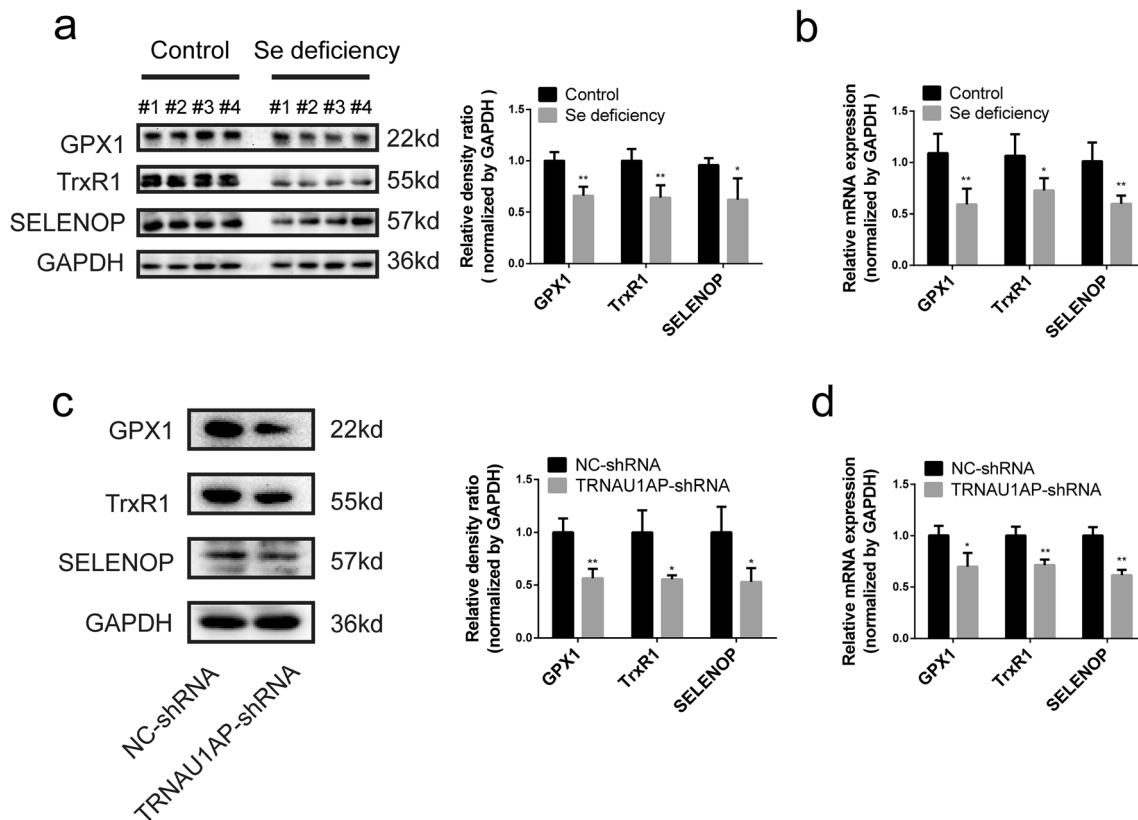 a
Control Se deficiency
#1 #2 #3 #4 #1 #2 #3 #4
GPX1 22kd
TrxR1 55kd
SELENOP 57kd
GAPDH 36kd
Relative density ratio
( normalized by GAPDH )
Control
Se deficiency
1.5
1.0
0.5
0.0
** ** *
GPX1 TrxR1 SELENOP
b
Relative mRNA expression
(normalized by GAPDH )
Control
Se deficiency
1.5
1.0
0.5
0.0
** * **
GPX1 TrxR1 SELENOP
c
GPX1 22kd
TrxR1 55kd
SELENOP 57kd
GAPDH 36kd
NC-shRNA TRNAU1AP-shRNA
Relative density ratio
(normalized by GAPDH)
NC-shRNA
TRNAU1AP-shRNA
1.5
1.0
0.5
0.0
** * *
GPX1 TrxR1 SELENOP
d
Relative mRNA expression
(normalized by GAPDH)
NC-shRNA
TRNAU1AP-shRNA
1.5
1.0
0.5
0.0
* ** **
GPX1 TrxR1 SELENOP